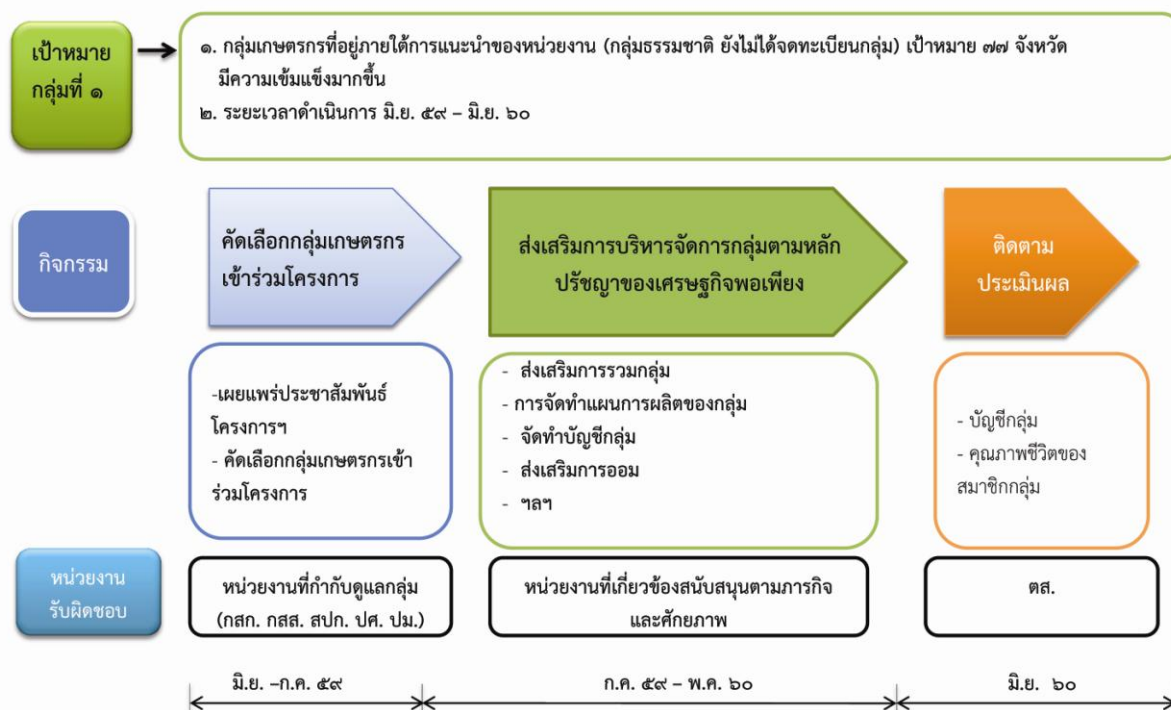 เป้าหมาย
กลุ่มที่ ๑
๑. กลุ่มเกษตรกรที่อยู่ภายใต้การแนะนำของหน่วยงาน (กลุ่มธรรมชาติ ยังไม่ได้จดทะเบียนกลุ่ม) เป้าหมาย ๗๗ จังหวัด
มีความเข้มแข็งมากขึ้น
๒. ระยะเวลาดำเนินการ มิ.ย. ๕๙ – มิ.ย. ๖๐
กิจกรรม
คัดเลือกกลุ่มเกษตรกร
เข้าร่วมโครงการ
ส่งเสริมการบริหารจัดการกลุ่มตามหลัก
ปรัชญาของเศรษฐกิจพอเพียง
ติดตาม
ประเมินผล
-เผยแพร่ประชาสัมพันธ์
โครงการฯ
- คัดเลือกกลุ่มเกษตรกรเข้า
ร่วมโครงการ
- ส่งเสริมการรวมกลุ่ม
- การจัดทำแผนการผลิตของกลุ่ม
- จัดทำบัญชีกลุ่ม
- ส่งเสริมการออม
- ฯลฯ
- บัญชีกลุ่ม
- คุณภาพชีวิตของ
สมาชิกกลุ่ม
หน่วยงาน
รับผิดชอบ
หน่วยงานที่กำกับดูแลกลุ่ม
(กสก. กสส. สปก. ปศ. ปม.)
หน่วยงานที่เกี่ยวข้องสนับสนุนตามภารกิจ
และศักยภาพ
ตส.
มิ.ย. –ก.ค. ๕๙
ก.ค. ๕๙ – พ.ค. ๖๐
มิ.ย. ๖๐